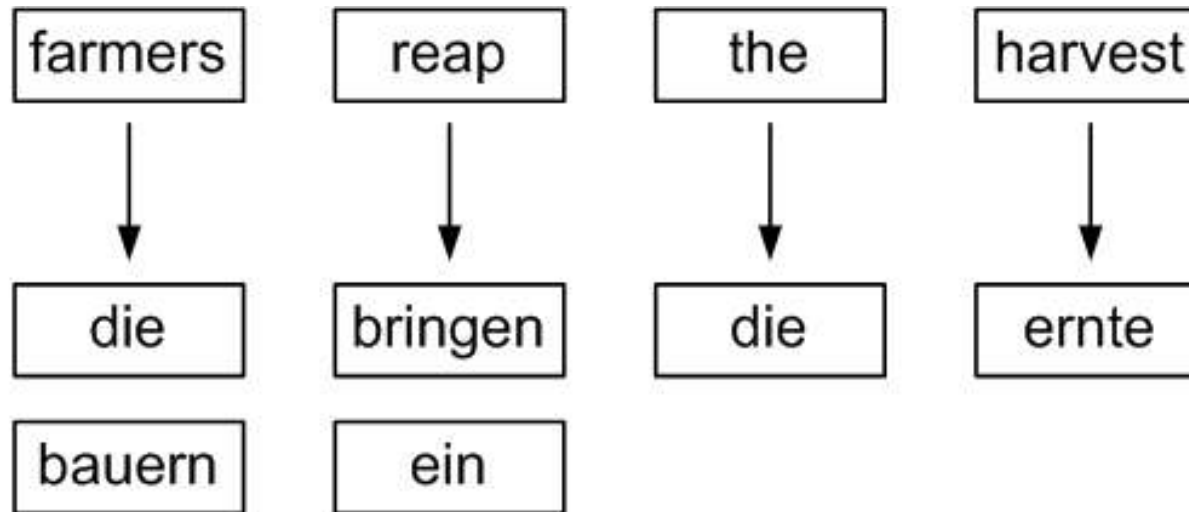 farmers reap the harvest
die bringen die ernte
bauern ein